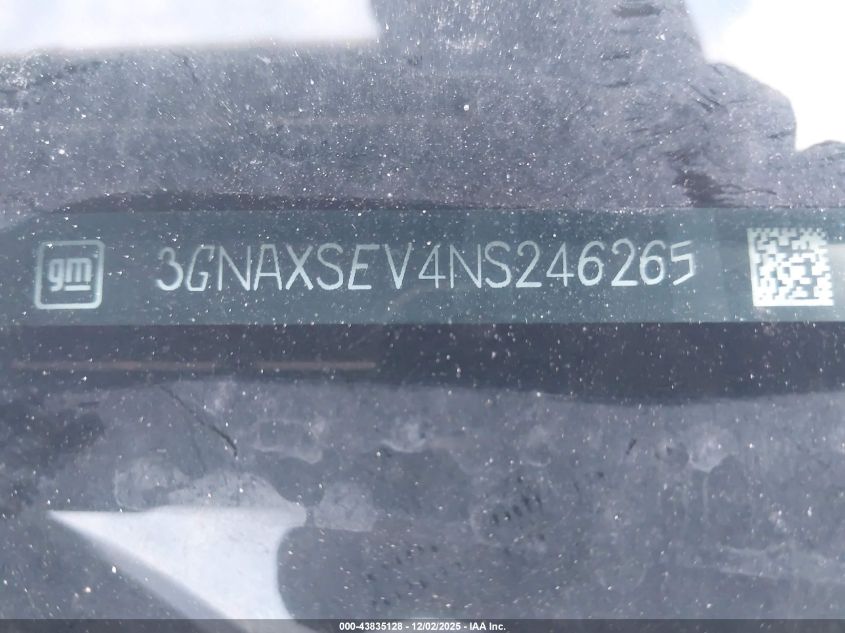 gm 3GNAXSEV4NS246265
000-43835128 - 12/02/2025 - IAA Inc.